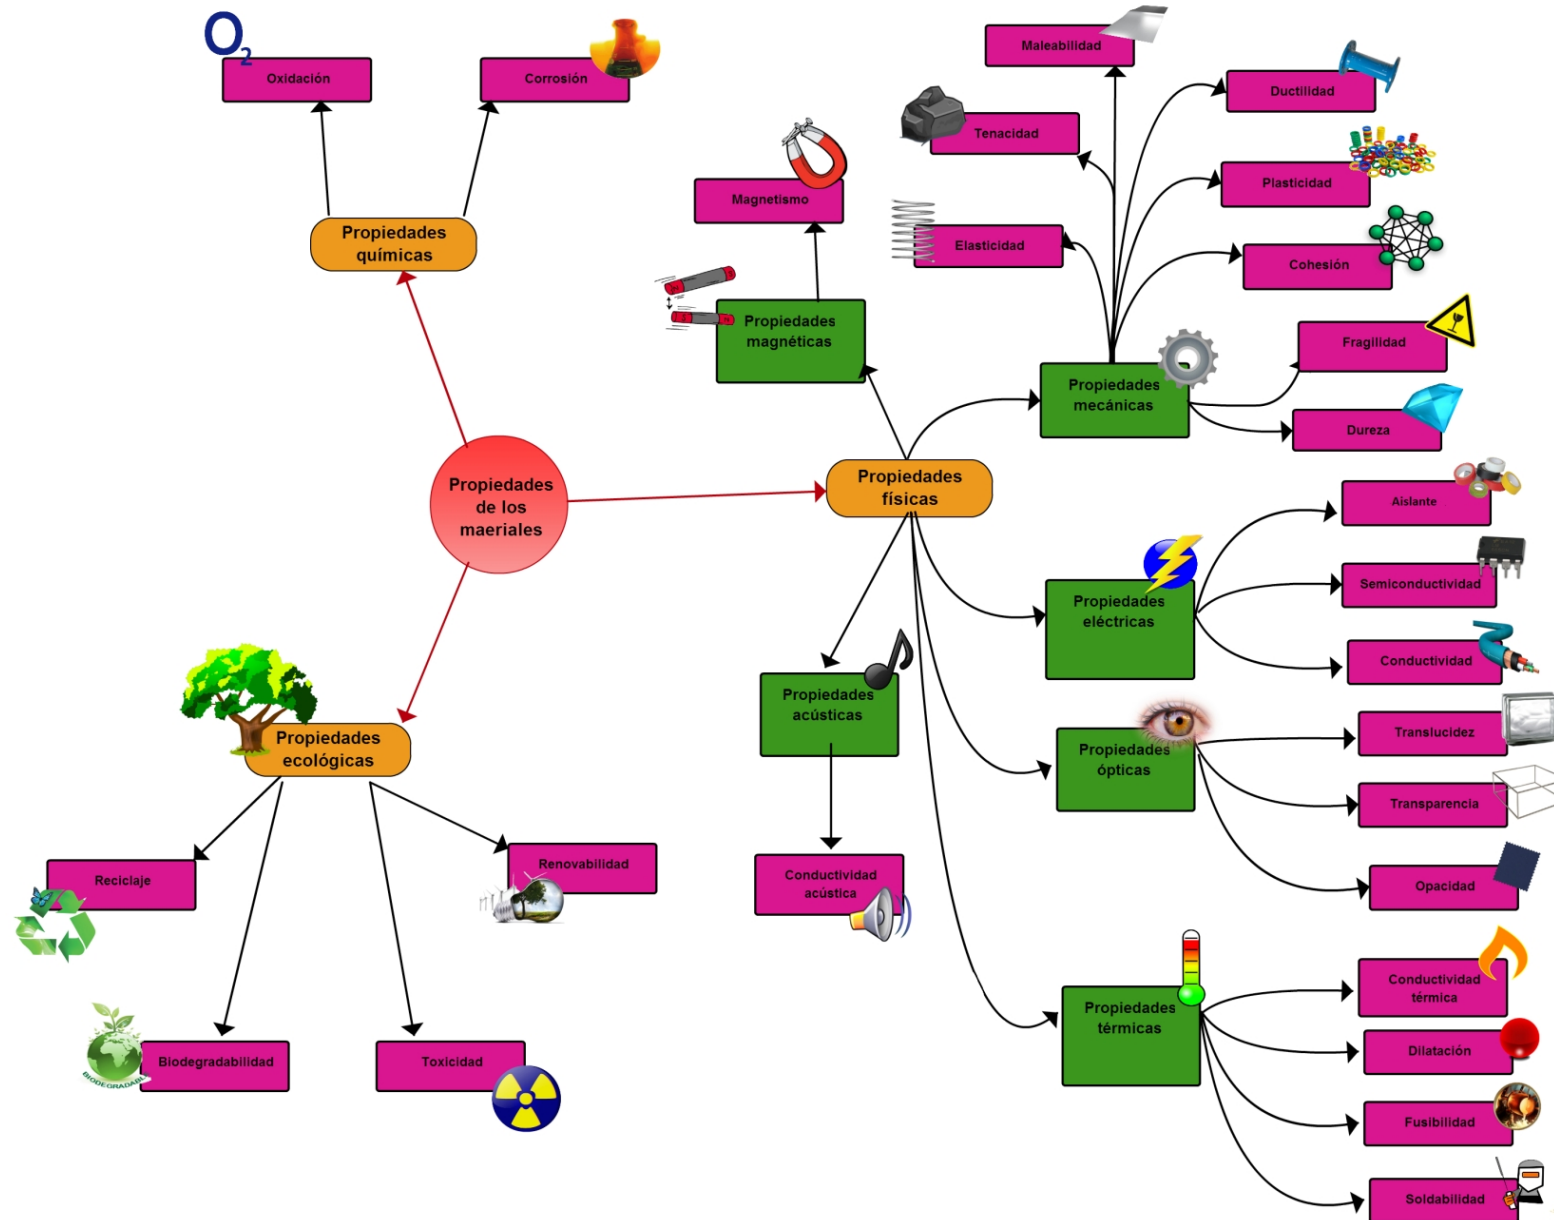 O2
Oxidación
Corrosión
Propiedades
químicas
Propiedades
de los
maeriales
Propiedades
ecológicas
Reciclaje
Renovabilidad
Biodegradabilidad
BIODEGRADABLE
Toxicidad
Propiedades
físicas
Magnetismo
Propiedades
magnéticas
Maleabilidad
Ductilidad
Tenacidad
Plasticidad
Elasticidad
Cohesión
Fragilidad
Propiedades
mecánicas
Dureza
Aislante
Semiconductividad
Propiedades
eléctricas
Conductividad
Propiedades
acústicas
Conductividad
acústica
Translucidez
Propiedades
ópticas
Transparencia
Opacidad
Conductividad
térmica
Propiedades
térmicas
Dilatación
Fusibilidad
Soldabilidad